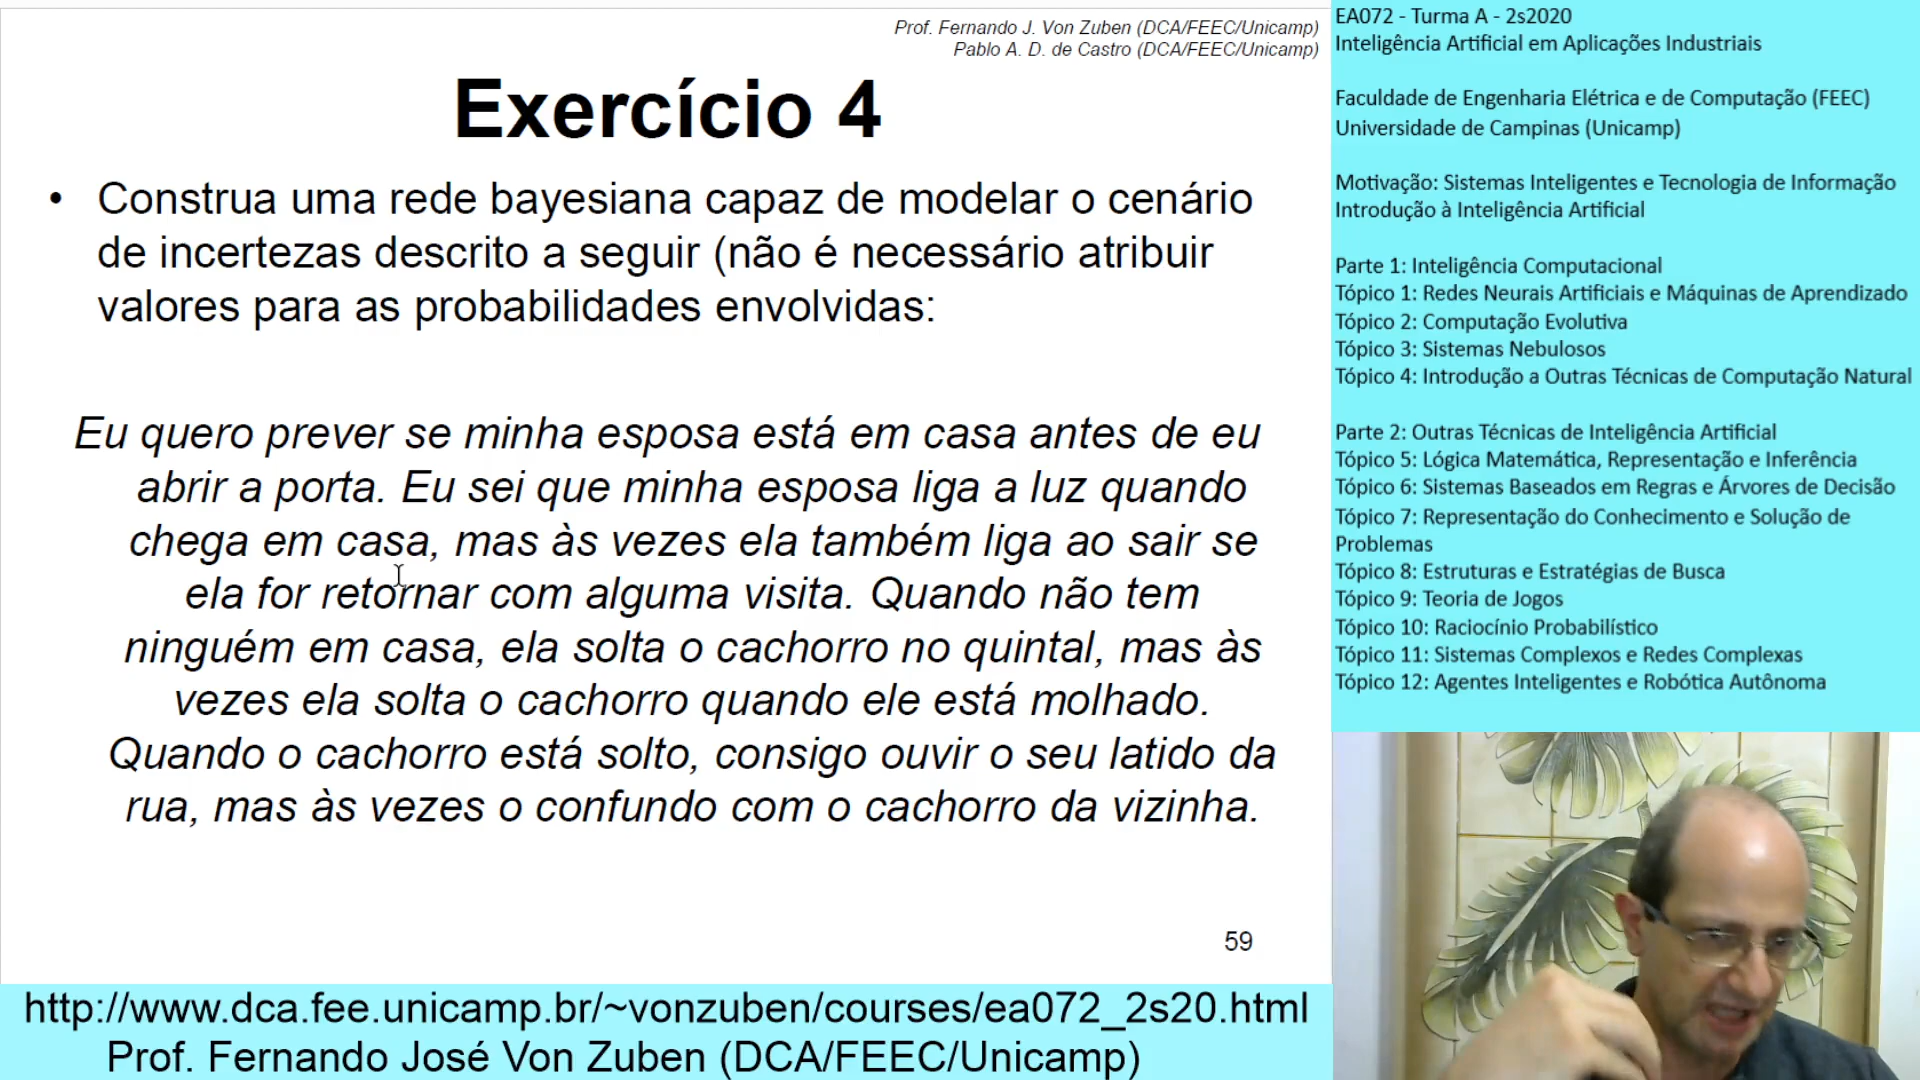 Prof. Fernando J. Von Zuben (DCA/FEEC/Unicamp)
Pablo A. D. de Castro (DCA/FEEC/Unicamp)
Exercício 4
• Construa uma rede bayesiana capaz de modelar o cenário
de incertezas descrito a seguir (não é necessário atribuir
valores para as probabilidades envolvidas:
Eu quero prever se minha esposa está em casa antes de eu
abrir a porta. Eu sei que minha esposa liga a luz quando
chega em casa, mas às vezes ela também liga ao sair se
ela for retornar com alguma visita. Quando não tem
ninguém em casa, ela solta o cachorro no quintal, mas às
vezes ela solta o cachorro quando ele está molhado.
Quando o cachorro está solto, consigo ouvir o seu latido da
rua, mas às vezes o confundo com o cachorro da vizinha.
59
http://www.dca.fee.unicamp.br/~vonzuben/courses/ea072_2s20.html
Prof. Fernando José Von Zuben (DCA/FEEC/Unicamp)
EA072 - Turma A - 2s2020
Inteligência Artificial em Aplicações Industriais
Faculdade de Engenharia Elétrica e de Computação (FEEC)
Universidade de Campinas (Unicamp)
Motivação: Sistemas Inteligentes e Tecnologia de Informação
Introdução à Inteligência Artificial
Parte 1: Inteligência Computacional
Tópico 1: Redes Neurais Artificiais e Máquinas de Aprendizado
Tópico 2: Computação Evolutiva
Tópico 3: Sistemas Nebulosos
Tópico 4: Introdução a Outras Técnicas de Computação Natural
Parte 2: Outras Técnicas de Inteligência Artificial
Tópico 5: Lógica Matemática, Representação e Inferência
Tópico 6: Sistemas Baseados em Regras e Árvores de Decisão
Tópico 7: Representação do Conhecimento e Solução de
Problemas
Tópico 8: Estruturas e Estratégias de Busca
Tópico 9: Teoria de Jogos
Tópico 10: Raciocínio Probabilístico
Tópico 11: Sistemas Complexos e Redes Complexas
Tópico 12: Agentes Inteligentes e Robótica Autônoma